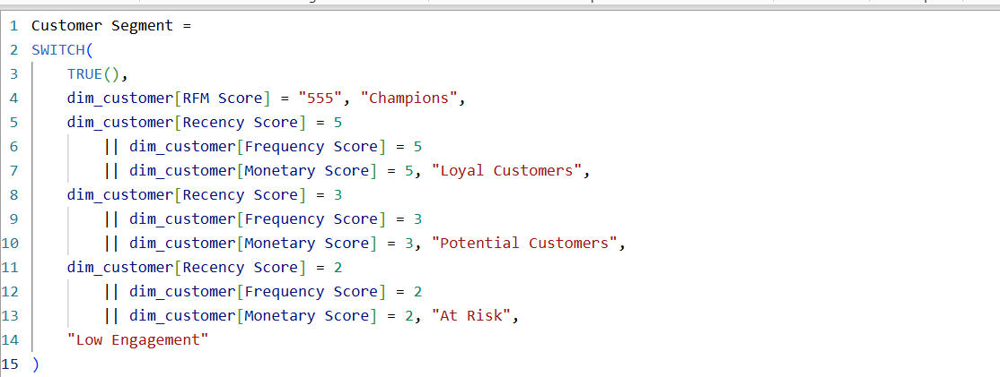 1 Customer Segment =
2 SWITCH(
3 TRUE(),
4 dim_customer[RFM Score] = "555", "Champions",
5 dim_customer[Recency Score] = 5
6 || dim_customer[Frequency Score] = 5
7 || dim_customer[Monetary Score] = 5, "Loyal Customers",
8 dim_customer[Recency Score] = 3
9 || dim_customer[Frequency Score] = 3
10 || dim_customer[Monetary Score] = 3, "Potential Customers",
11 dim_customer[Recency Score] = 2
12 || dim_customer[Frequency Score] = 2
13 || dim_customer[Monetary Score] = 2, "At Risk",
14 "Low Engagement"
15 )